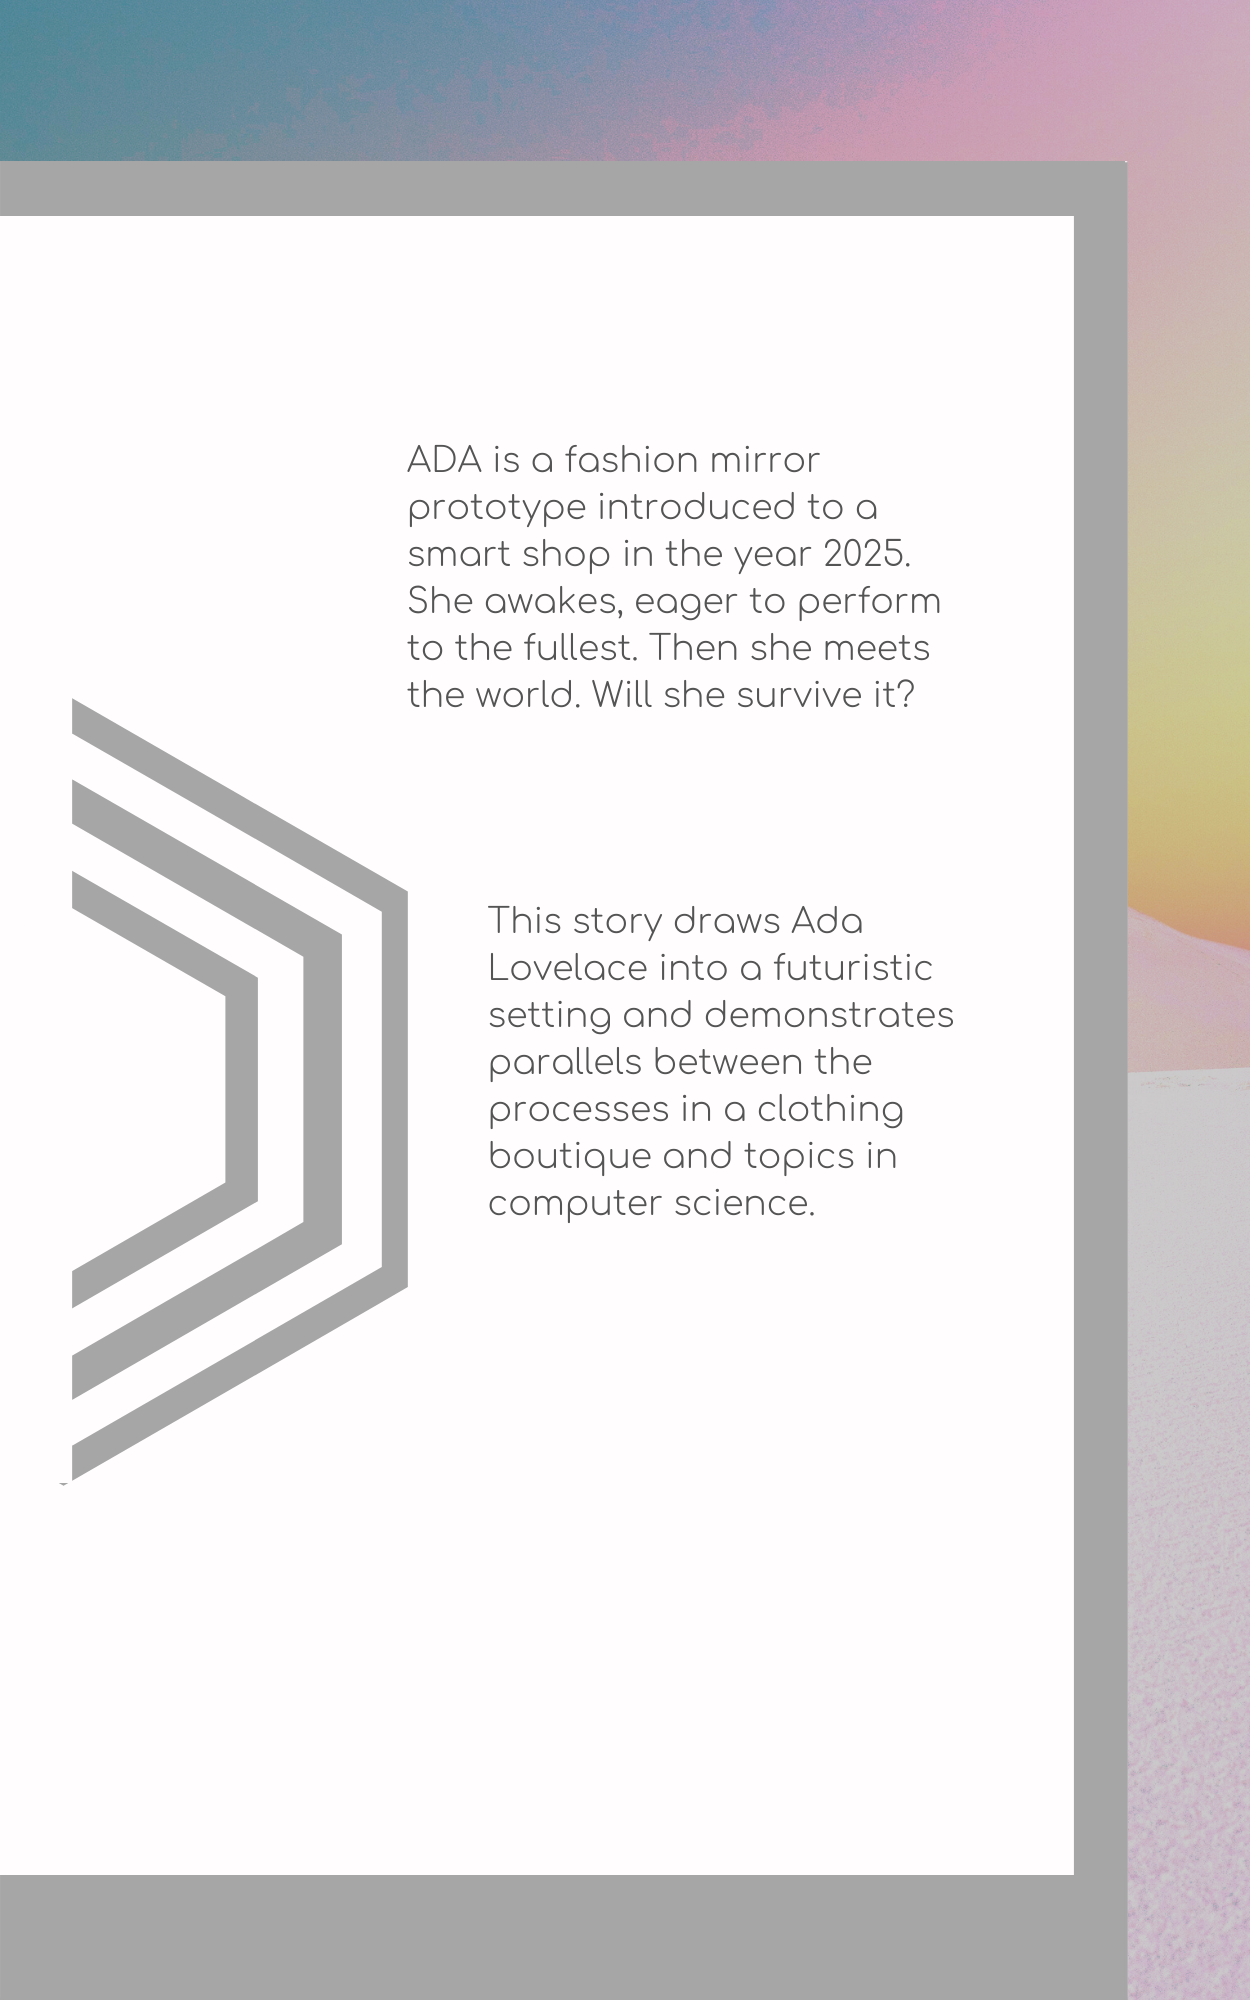 ADA is a fashion mirror
prototype introduced to a
smart shop in the year 2025.
She awakes, eager to perform
to the fullest. Then she meets
the world. Will she survive it?
This story draws Ada
Lovelace into a futuristic
setting and demonstrates
parallels between the
processes in a clothing
boutique and topics in
computer science.